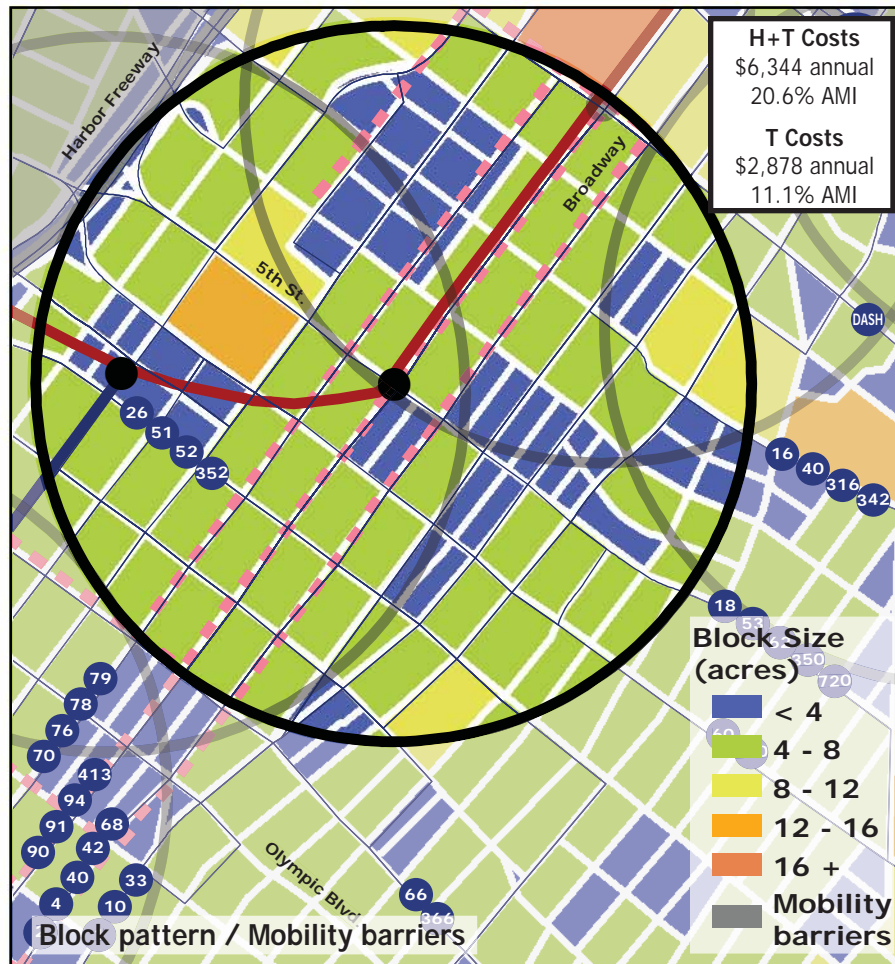 H+T Costs
$6,344 annual
20.6% AMI
T Costs
$2,878 annual
11.1% AMI
Harbor Freeway
Broadway
5th St.
DASH
26
51
52
352
16
40
316
342
18
53
62
350
720
60
79
78
76
70
413
94
91
90
68
42
40
4
33
10
66
366
Olympic Blvd.
Block Size
(acres)
< 4
4 - 8
8 - 12
12 - 16
16 +
Mobility
barriers
Block pattern / Mobility barriers